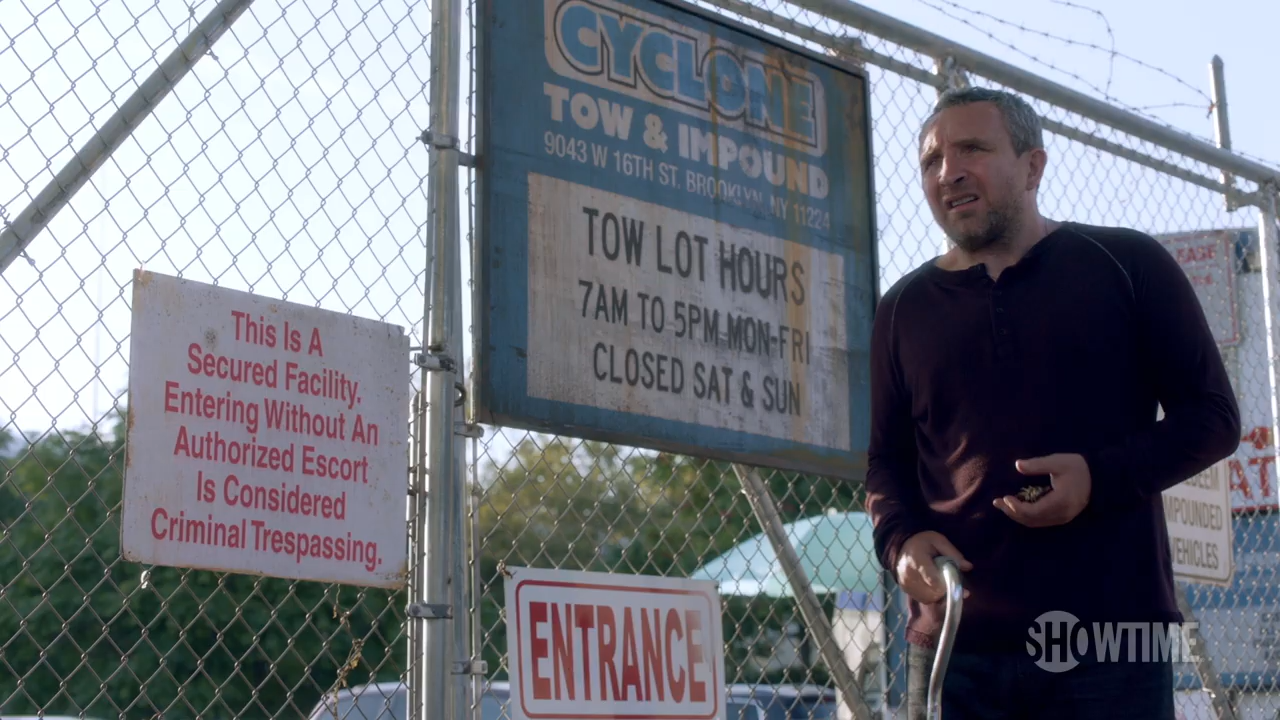 CYCLONE
TOW & IMPOUND
9043 W 16TH ST. BROOKLYN, NY 11224
TOW LOT HOURS
7AM TO 5PM MON-FRI
CLOSED SAT & SUN
This Is A
Secured Facility.
Entering Without An
Authorized Escort
Is Considered
Criminal Trespassing.
ENTRANCE
IMPOUNDED
VEHICLES
SHOWTIME